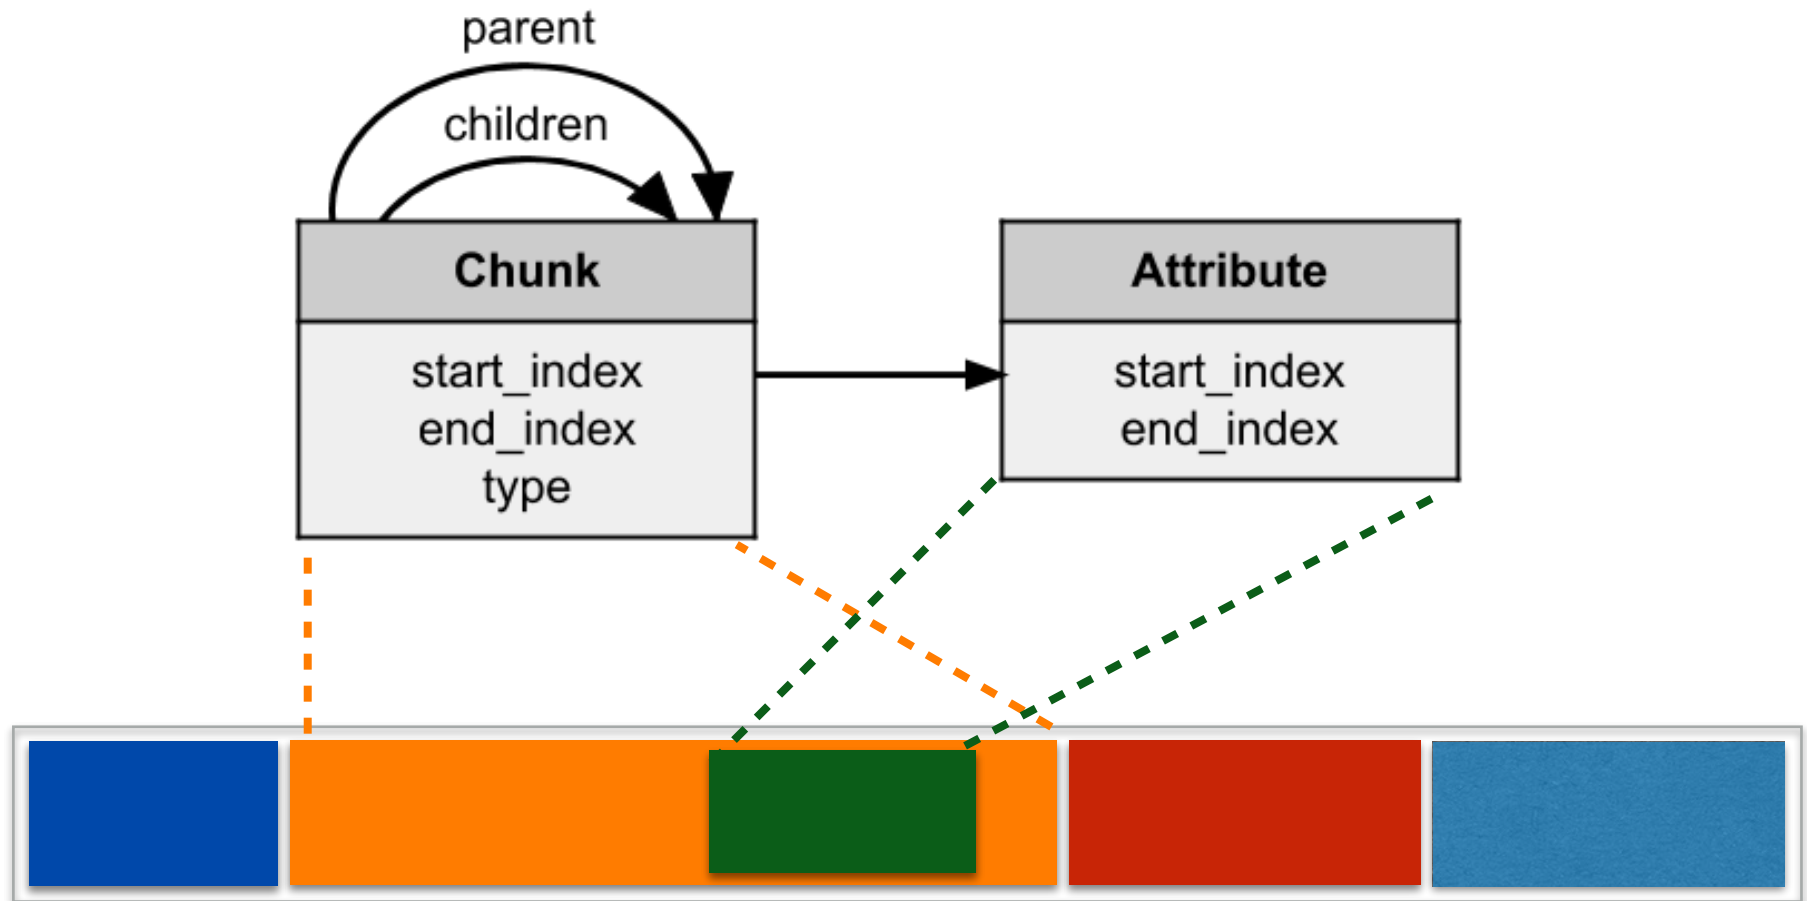 parent
children
Chunk
start_index
end_index
type
Attribute
start_index
end_index